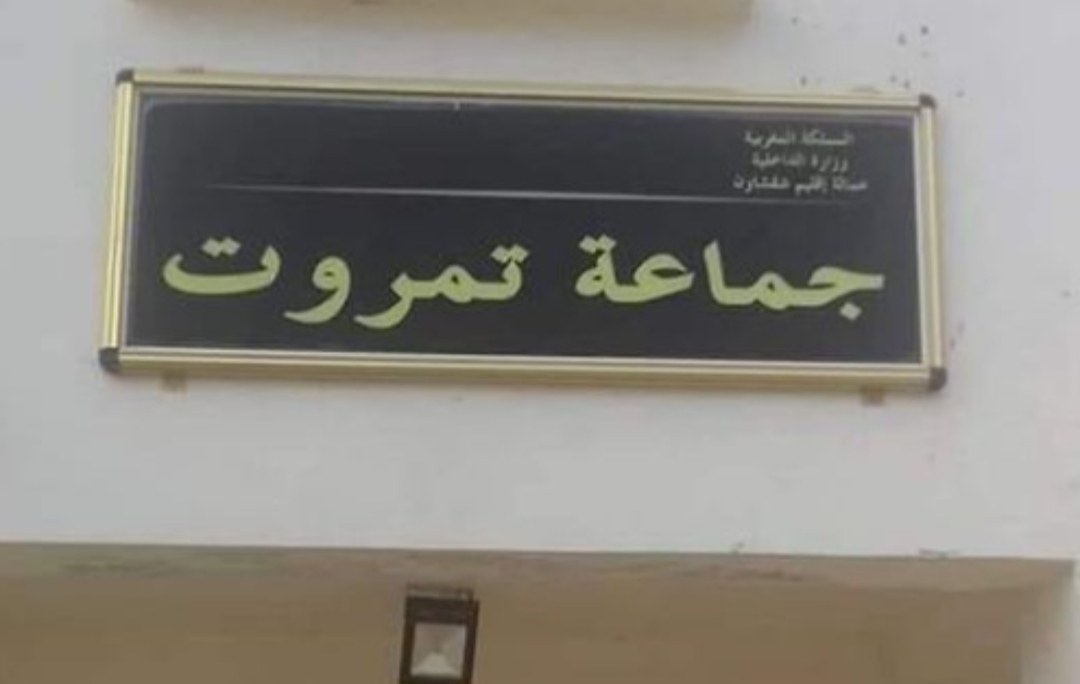 المملكة المغربية
وزارة الداخلية
عمالة إقليم شفشاون
جماعة تمروت